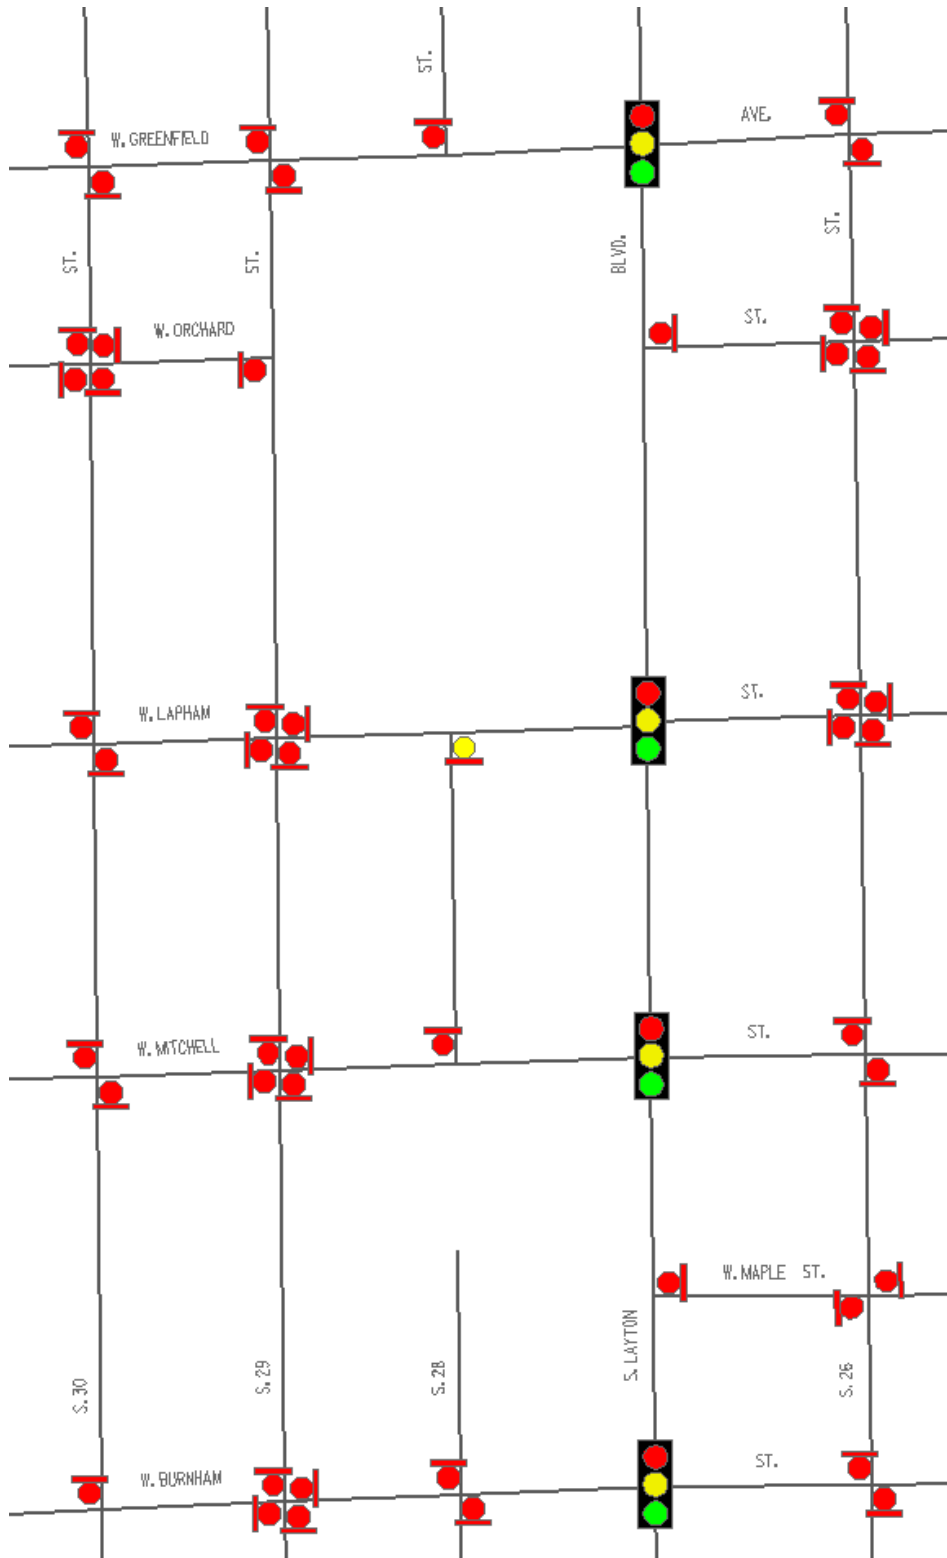 ST.
W. GREENFIELD
AVE.
ST.
ST.
BLVD.
ST.
W. ORCHARD
ST.
W. LAPHAM
ST.
W. MITCHELL
ST.
W. MAPLE ST.
S. 30
S. 29
S. 28
S. LAYTON
S. 26
W. BURNHAM
ST.